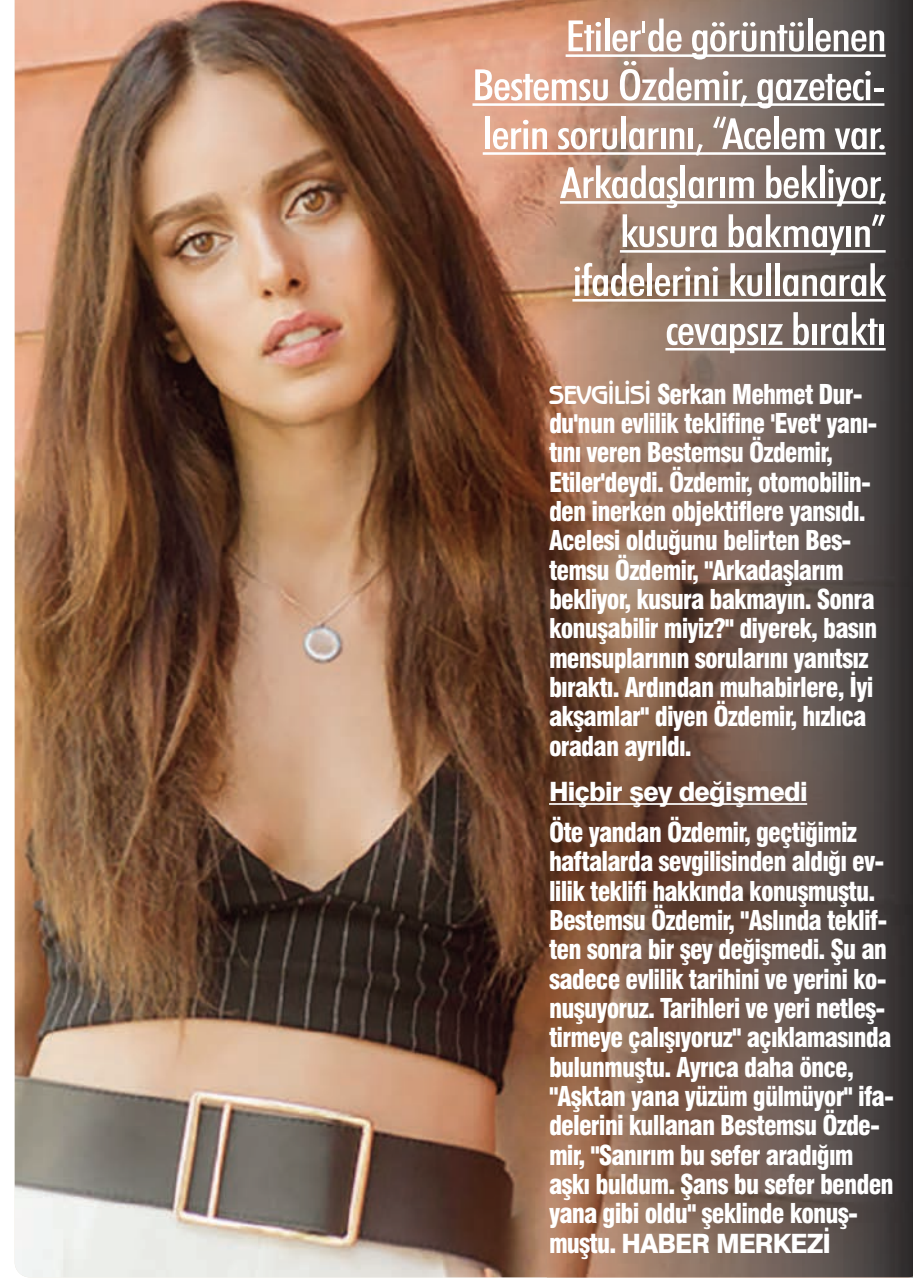 Etiler'de görüntülenen
Bestemsu Özdemir, gazeteci-
lerin sorularını, “Acelem var.
Arkadaşlarım bekliyor,
kusura bakmayın”
ifadelerini kullanarak
cevapsız bıraktı
SEVGİLİSİ Serkan Mehmet Dur-
du'nun evlilik teklifine 'Evet' yanı-
tını veren Bestemsu Özdemir,
Etiler'deydi. Özdemir, otomobilin-
den inerken objektiflere yansıdı.
Acelesi olduğunu belirten Bes-
temsu Özdemir, "Arkadaşlarım
bekliyor, kusura bakmayın. Sonra
konuşabilir miyiz?" diyerek, basın
mensuplarının sorularını yanıtsız
bıraktı. Ardından muhabirlere, İyi
akşamlar" diyen Özdemir, hızlıca
oradan ayrıldı.
Hiçbir şey değişmedi
Öte yandan Özdemir, geçtiğimiz
haftalarda sevgilisinden aldığı ev-
lilik teklifi hakkında konuşmuştu.
Bestemsu Özdemir, "Aslında teklif-
ten sonra bir şey değişmedi. Şu an
sadece evlilik tarihini ve yerini ko-
nuşuyoruz. Tarihleri ve yeri netleş-
tirmeye çalışıyoruz" açıklamasında
bulunmuştu. Ayrıca daha önce,
"Aşktan yana yüzüm gülmüyor" ifa-
delerini kullanan Bestemsu Özde-
mir, "Sanırım bu sefer aradığım
aşkı buldum. Şans bu sefer benden
yana gibi oldu" şeklinde konuş-
muştu. HABER MERKEZİ